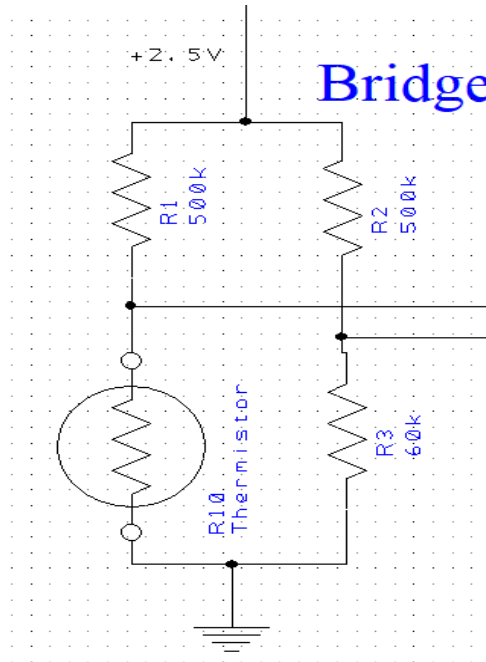 +2.5V
Bridge
R1
500k
R2
500k
R10
Thermistor
R3
60k